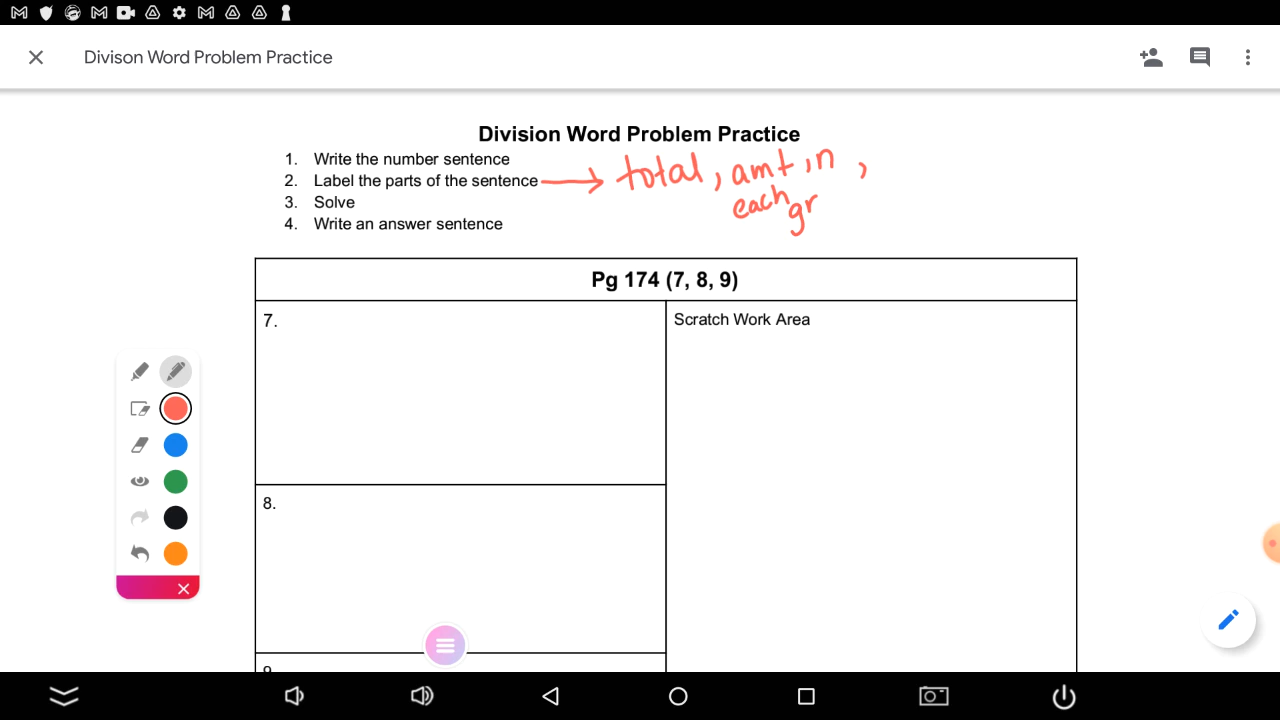 Divison Word Problem Practice
Division Word Problem Practice
1. Write the number sentence
2. Label the parts of the sentence → total, amt in,
each gr
3. Solve
4. Write an answer sentence
Pg 174 (7, 8, 9)
7.
Scratch Work Area
8.
9